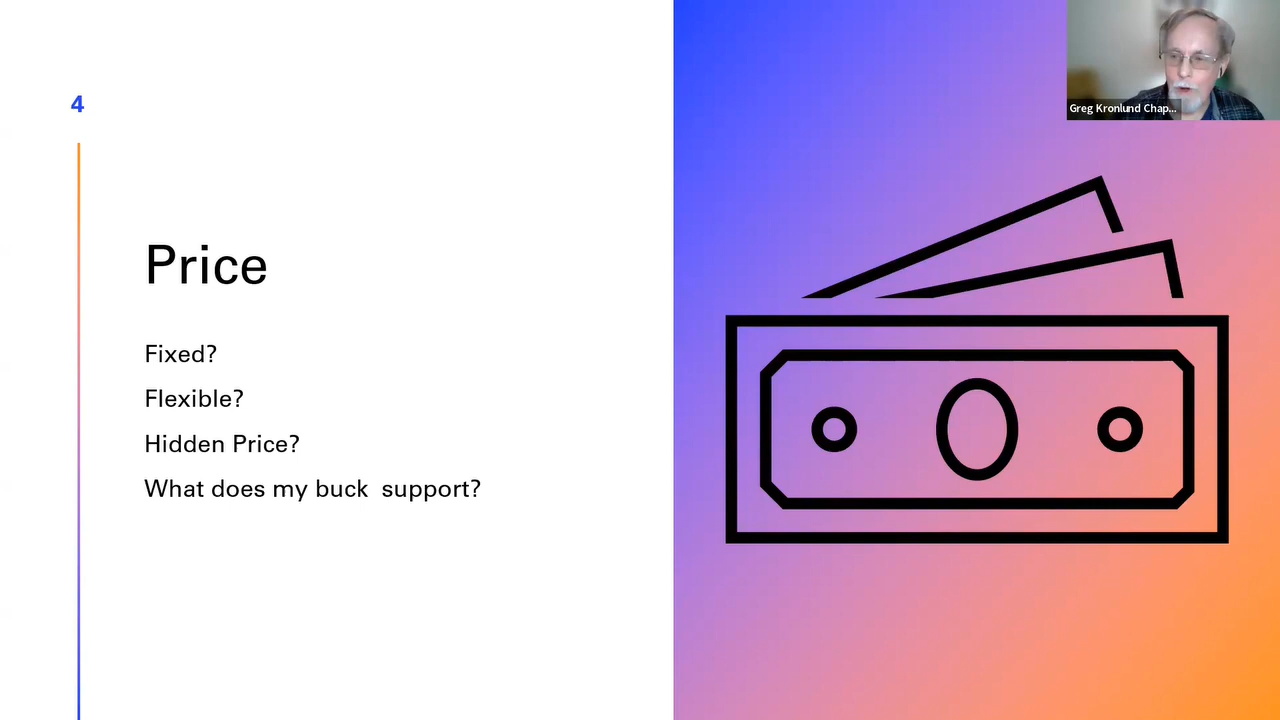 4
Price
Fixed?
Flexible?
Hidden Price?
What does my buck  support?
Greg Kronlund Chap...